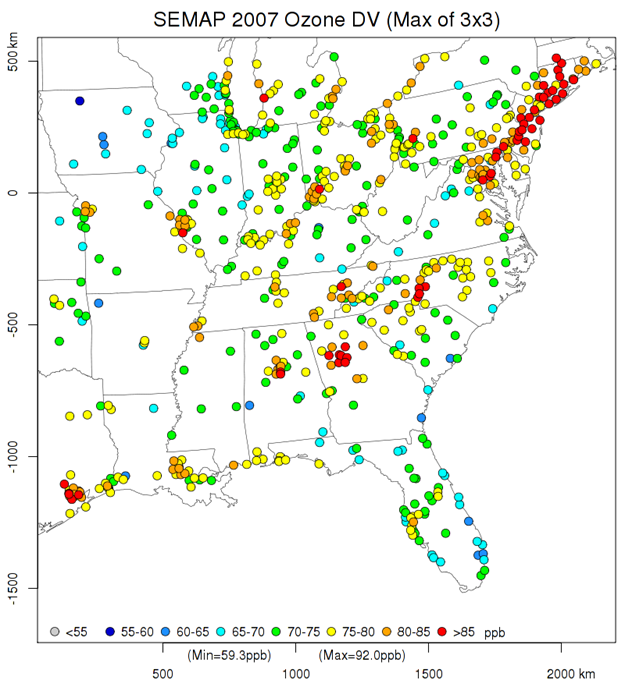 SEMAP 2007 Ozone DV (Max of 3x3)
500 km
0
-500
-1000
-1500
<55 55-60 60-65 65-70 70-75 75-80 80-85 >85 ppb
(Min=59.3ppb) (Max=92.0ppb)
500 1000 1500 2000 km